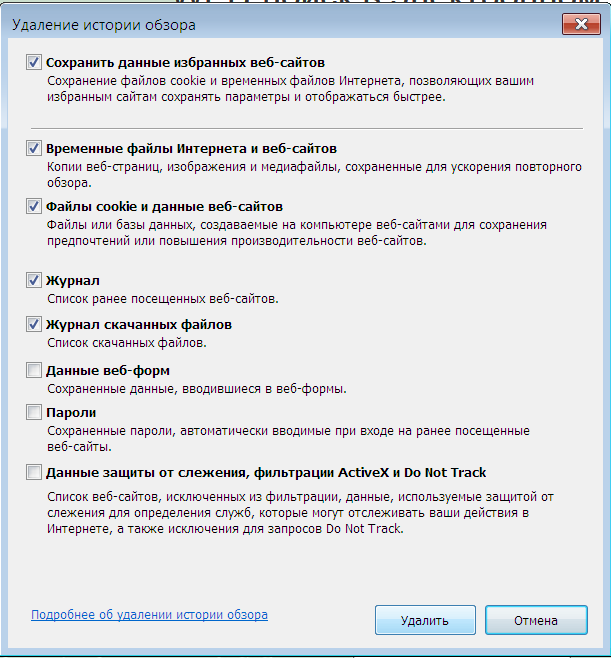 Удаление истории обзора
Сохранить данные избранных веб-сайтов
Сохранение файлов cookie и временных файлов Интернета, позволяющих вашим
избранным сайтам сохранять параметры и отображаться быстрее.
Временные файлы Интернета и веб-сайтов
Копии веб-страниц, изображения и медиафайлы, сохраненные для ускорения повторного
обзора.
Файлы cookie и данные веб-сайтов
Файлы или базы данных, создаваемые на компьютере веб-сайтами для сохранения
предпочтений или повышения производительности веб-сайтов.
Журнал
Список ранее посещенных веб-сайтов.
Журнал скачанных файлов
Список скачанных файлов.
Данные веб-форм
Сохраненные данные, вводившиеся в веб-формы.
Пароли
Сохраненные пароли, автоматически вводимые при входе на ранее посещенные
веб-сайты.
Данные защиты от слежения, фильтрации ActiveX и Do Not Track
Список веб-сайтов, исключенных из фильтрации, данные, используемые защитой от
слежения для определения служб, которые могут отслеживать ваши действия в
Интернете, а также исключения для запросов Do Not Track.
Подробнее об удалении истории обзора
Удалить
Отмена